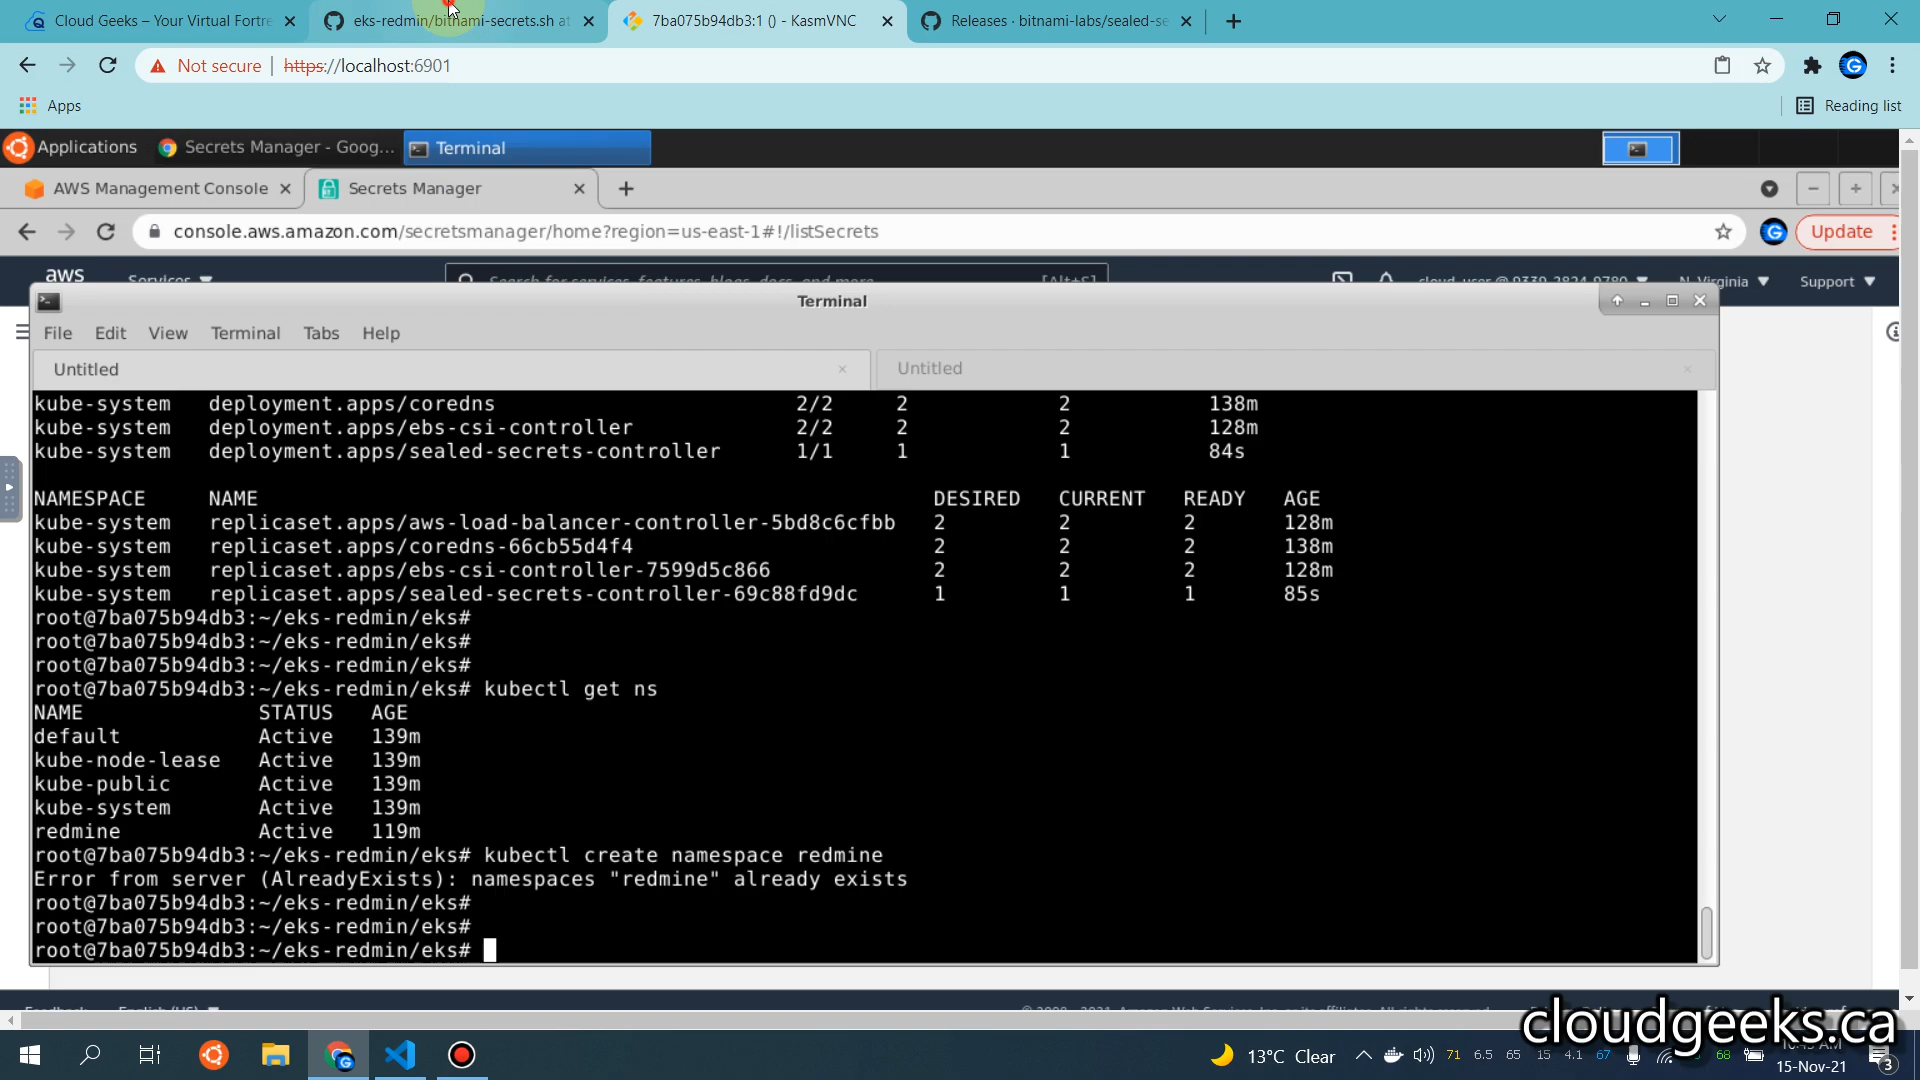 Cloud Geeks – Your Virtual Fortre
eks-redmin/bitnami-secrets.sh at
7ba075b94db3:1 () - KasmVNC
Releases · bitnami-labs/sealed-se
Not secure | https://localhost:6901
Apps
Reading list
Applications
Secrets Manager - Goog...
Terminal
AWS Management Console
Secrets Manager
console.aws.amazon.com/secretsmanager/home?region=us-east-1#!/listSecrets
Update
aws
Services
Search for services, features, blogs, docs, and more
[Alt+S]
cloud_user @ 9339-2824-9780
N. Virginia
Support
Terminal
File Edit View Terminal Tabs Help
Untitled
Untitled
kube-system deployment.apps/coredns 2/2 2 2 138m
kube-system deployment.apps/ebs-csi-controller 2/2 2 2 128m
kube-system deployment.apps/sealed-secrets-controller 1/1 1 1 84s
NAMESPACE NAME DESIRED CURRENT READY AGE
kube-system replicaset.apps/aws-load-balancer-controller-5bd8c6cfbb 2 2 2 128m
kube-system replicaset.apps/coredns-66cb55d4f4 2 2 2 138m
kube-system replicaset.apps/ebs-csi-controller-7599d5c866 2 2 2 128m
kube-system replicaset.apps/sealed-secrets-controller-69c88fd9dc 1 1 1 85s
root@7ba075b94db3:~/eks-redmin/eks#
root@7ba075b94db3:~/eks-redmin/eks#
root@7ba075b94db3:~/eks-redmin/eks#
root@7ba075b94db3:~/eks-redmin/eks# kubectl get ns
NAME STATUS AGE
default Active 139m
kube-node-lease Active 139m
kube-public Active 139m
kube-system Active 139m
redmine Active 119m
root@7ba075b94db3:~/eks-redmin/eks# kubectl create namespace redmine
Error from server (AlreadyExists): namespaces "redmine" already exists
root@7ba075b94db3:~/eks-redmin/eks#
root@7ba075b94db3:~/eks-redmin/eks#
root@7ba075b94db3:~/eks-redmin/eks#
Feedback English (US)
cloudgeeks.ca
13°C Clear
71 6.5 65 15 4.1 67
68
15-Nov-21
3